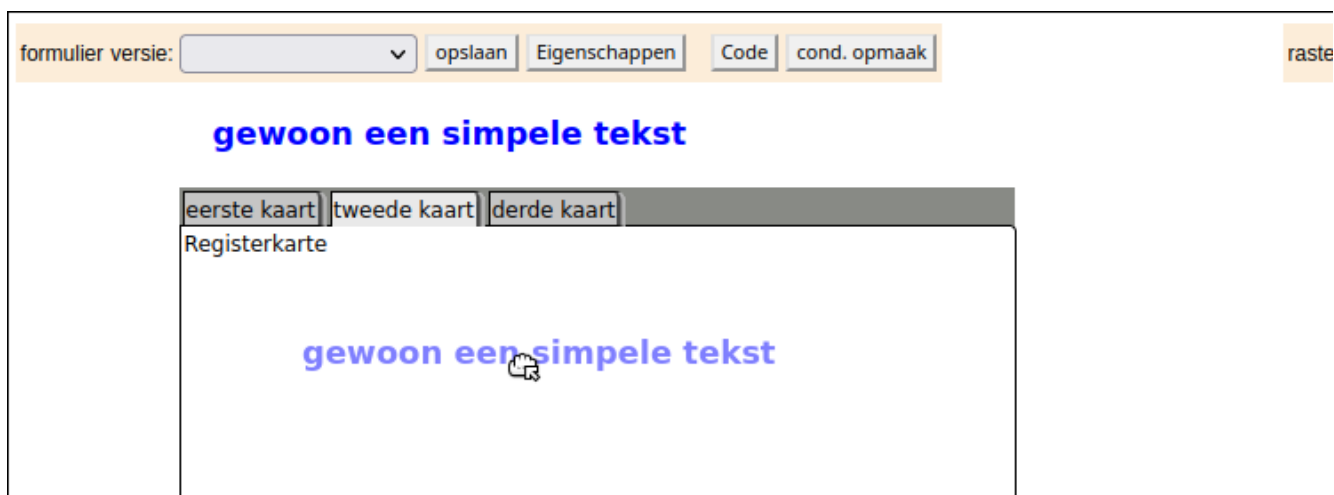 formulier versie: opslaan Eigenschappen Code cond. opmaak raste
gewoon een simpele tekst
eerste kaart tweede kaart derde kaart
Registerkarte
gewoon een simpele tekst